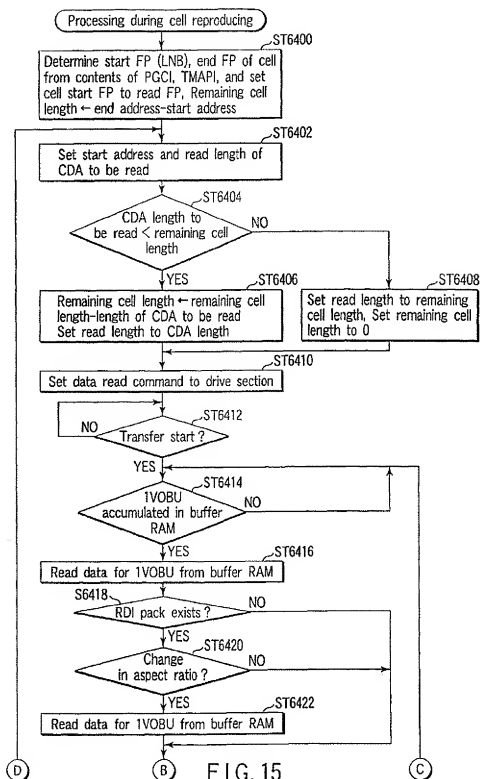 Processing during cell reproducing
ST6400
Determine start FP (LNB), end FP of cell
from contents of PGCI, TMAPI, and set
cell start FP to read FP, Remaining cell
length ← end address-start address
ST6402
Set start address and read length of
CDA to be read
ST6404
CDA length to
be read < remaining cell
length
NO
YES
ST6406
Remaining cell length ← remaining cell
length-length of CDA to be read
Set read length to CDA length
ST6408
Set read length to remaining
cell length, Set remaining cell
length to 0
ST6410
Set data read command to drive section
ST6412
NO
Transfer start ?
YES
ST6414
1VOBU
accumulated in buffer
RAM
NO
YES
ST6416
Read data for 1VOBU from buffer RAM
S6418
RDI pack exists ?
NO
YES
ST6420
Change
in aspect ratio ?
NO
YES
ST6422
Read data for 1VOBU from buffer RAM
D
B
FIG. 15
C